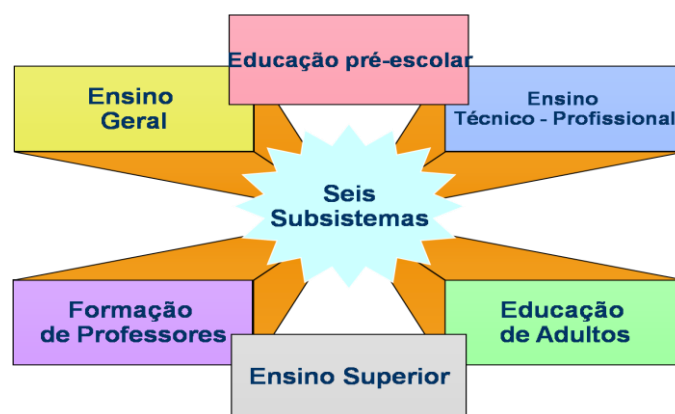 Educação pré-escolar
Ensino
Geral
Ensino
Técnico - Profissional
Seis
Subsistemas
Formação
de Professores
Educação
de Adultos
Ensino Superior